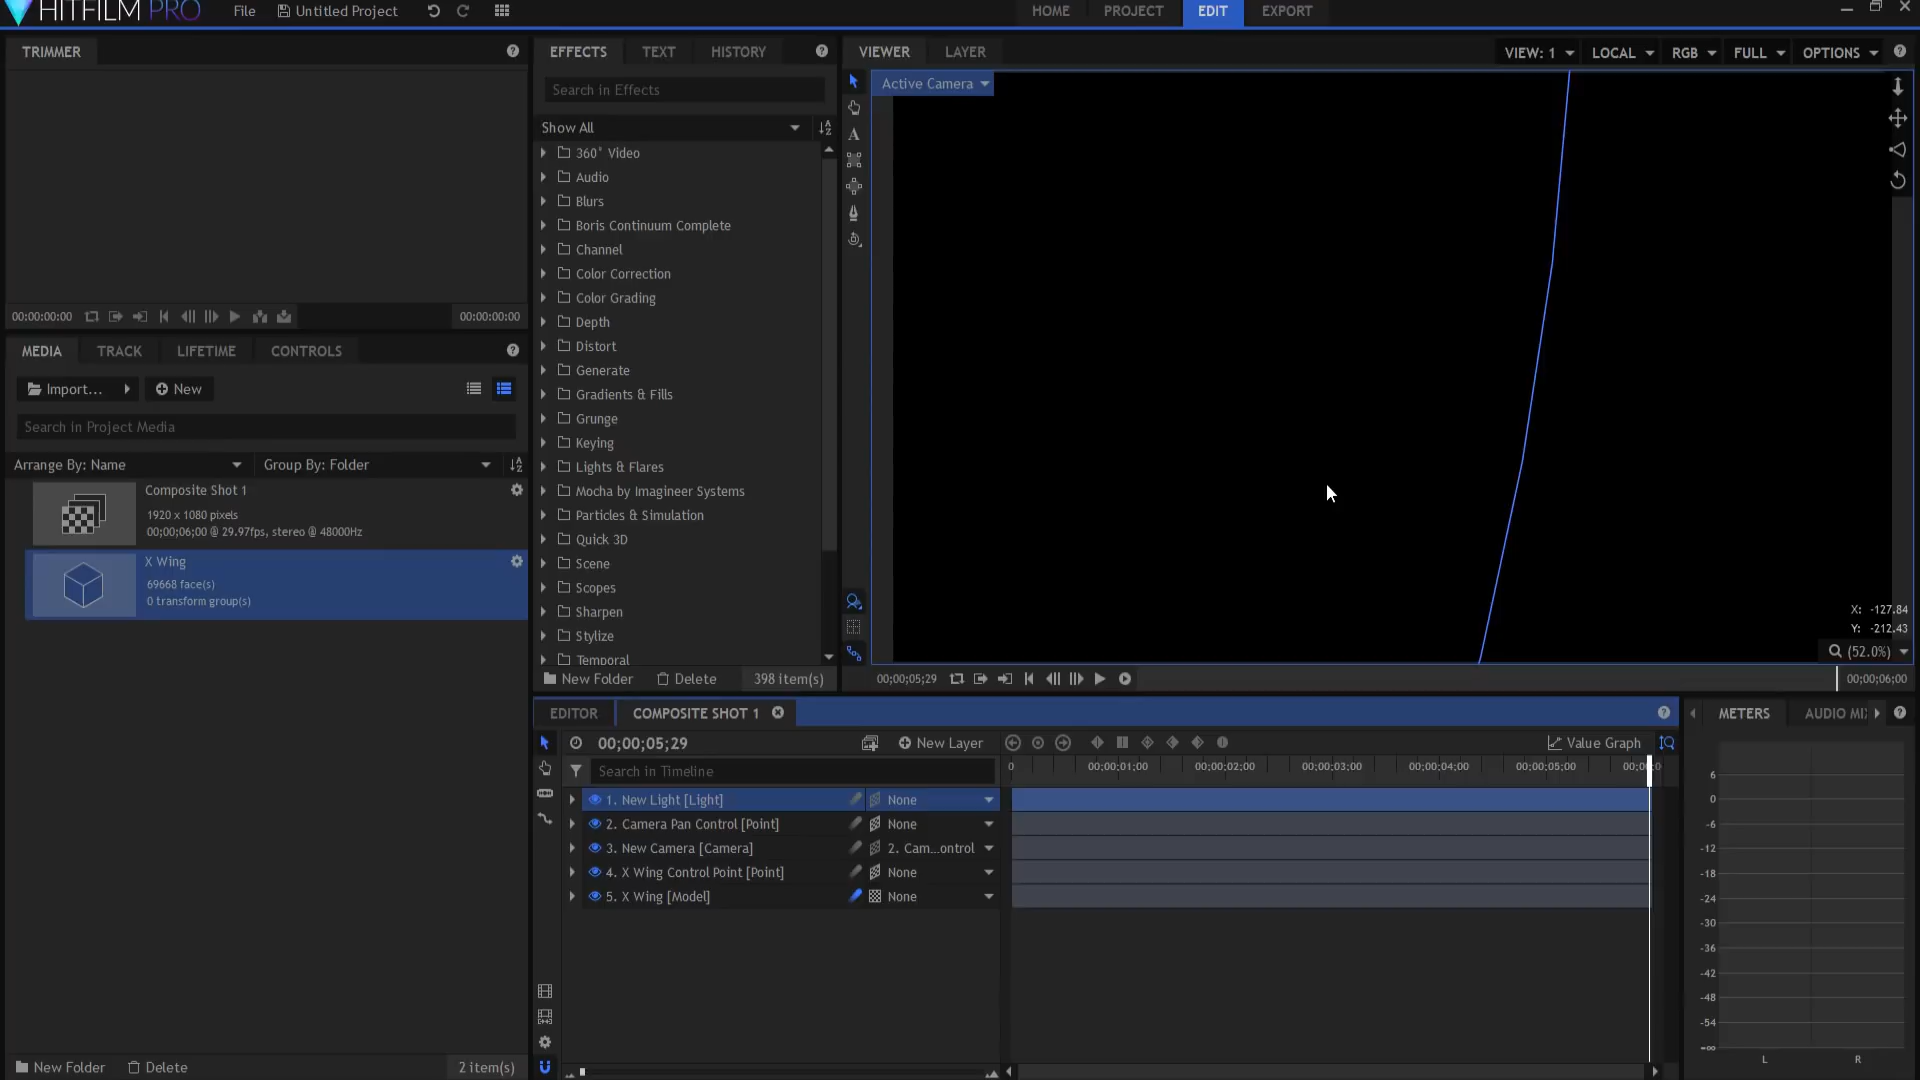 HITFILM PRO
File
Untitled Project
HOME
PROJECT
EDIT
EXPORT
TRIMMER
00:00:00:00
00:00:00:00
MEDIA
TRACK
LIFETIME
CONTROLS
Import...
New
Search in Project Media
Arrange By: Name
Group By: Folder
Composite Shot 1
1920 x 1080 pixels
00;00;06;00 @ 29.97fps, stereo @ 48000Hz
X Wing
69668 face(s)
0 transform group(s)
New Folder
Delete
2 item(s)
EFFECTS
TEXT
HISTORY
Search in Effects
Show All
360° Video
Audio
Blurs
Boris Continuum Complete
Channel
Color Correction
Color Grading
Depth
Distort
Generate
Gradients & Fills
Grunge
Keying
Lights & Flares
Mocha by Imagineer Systems
Particles & Simulation
Quick 3D
Scene
Scopes
Sharpen
Stylize
Temporal
New Folder
Delete
398 item(s)
VIEWER
LAYER
VIEW: 1
LOCAL
RGB
FULL
OPTIONS
Active Camera
A
X: -127.84
Y: -212.43
(52.0%)
00;00;05;29
00;00;06;00
EDITOR
COMPOSITE SHOT 1
00;00;05;29
New Layer
Value Graph
Search in Timeline
0
00;00;01;00
00;00;02;00
00;00;03;00
00;00;04;00
00;00;05;00
1. New Light [Light]
None
2. Camera Pan Control [Point]
None
3. New Camera [Camera]
2. Cam...ontrol
4. X Wing Control Point [Point]
None
5. X Wing [Model]
None
METERS
AUDIO MI
6
0
-6
-12
-18
-24
-30
-36
-42
-48
-54
-∞
L
R